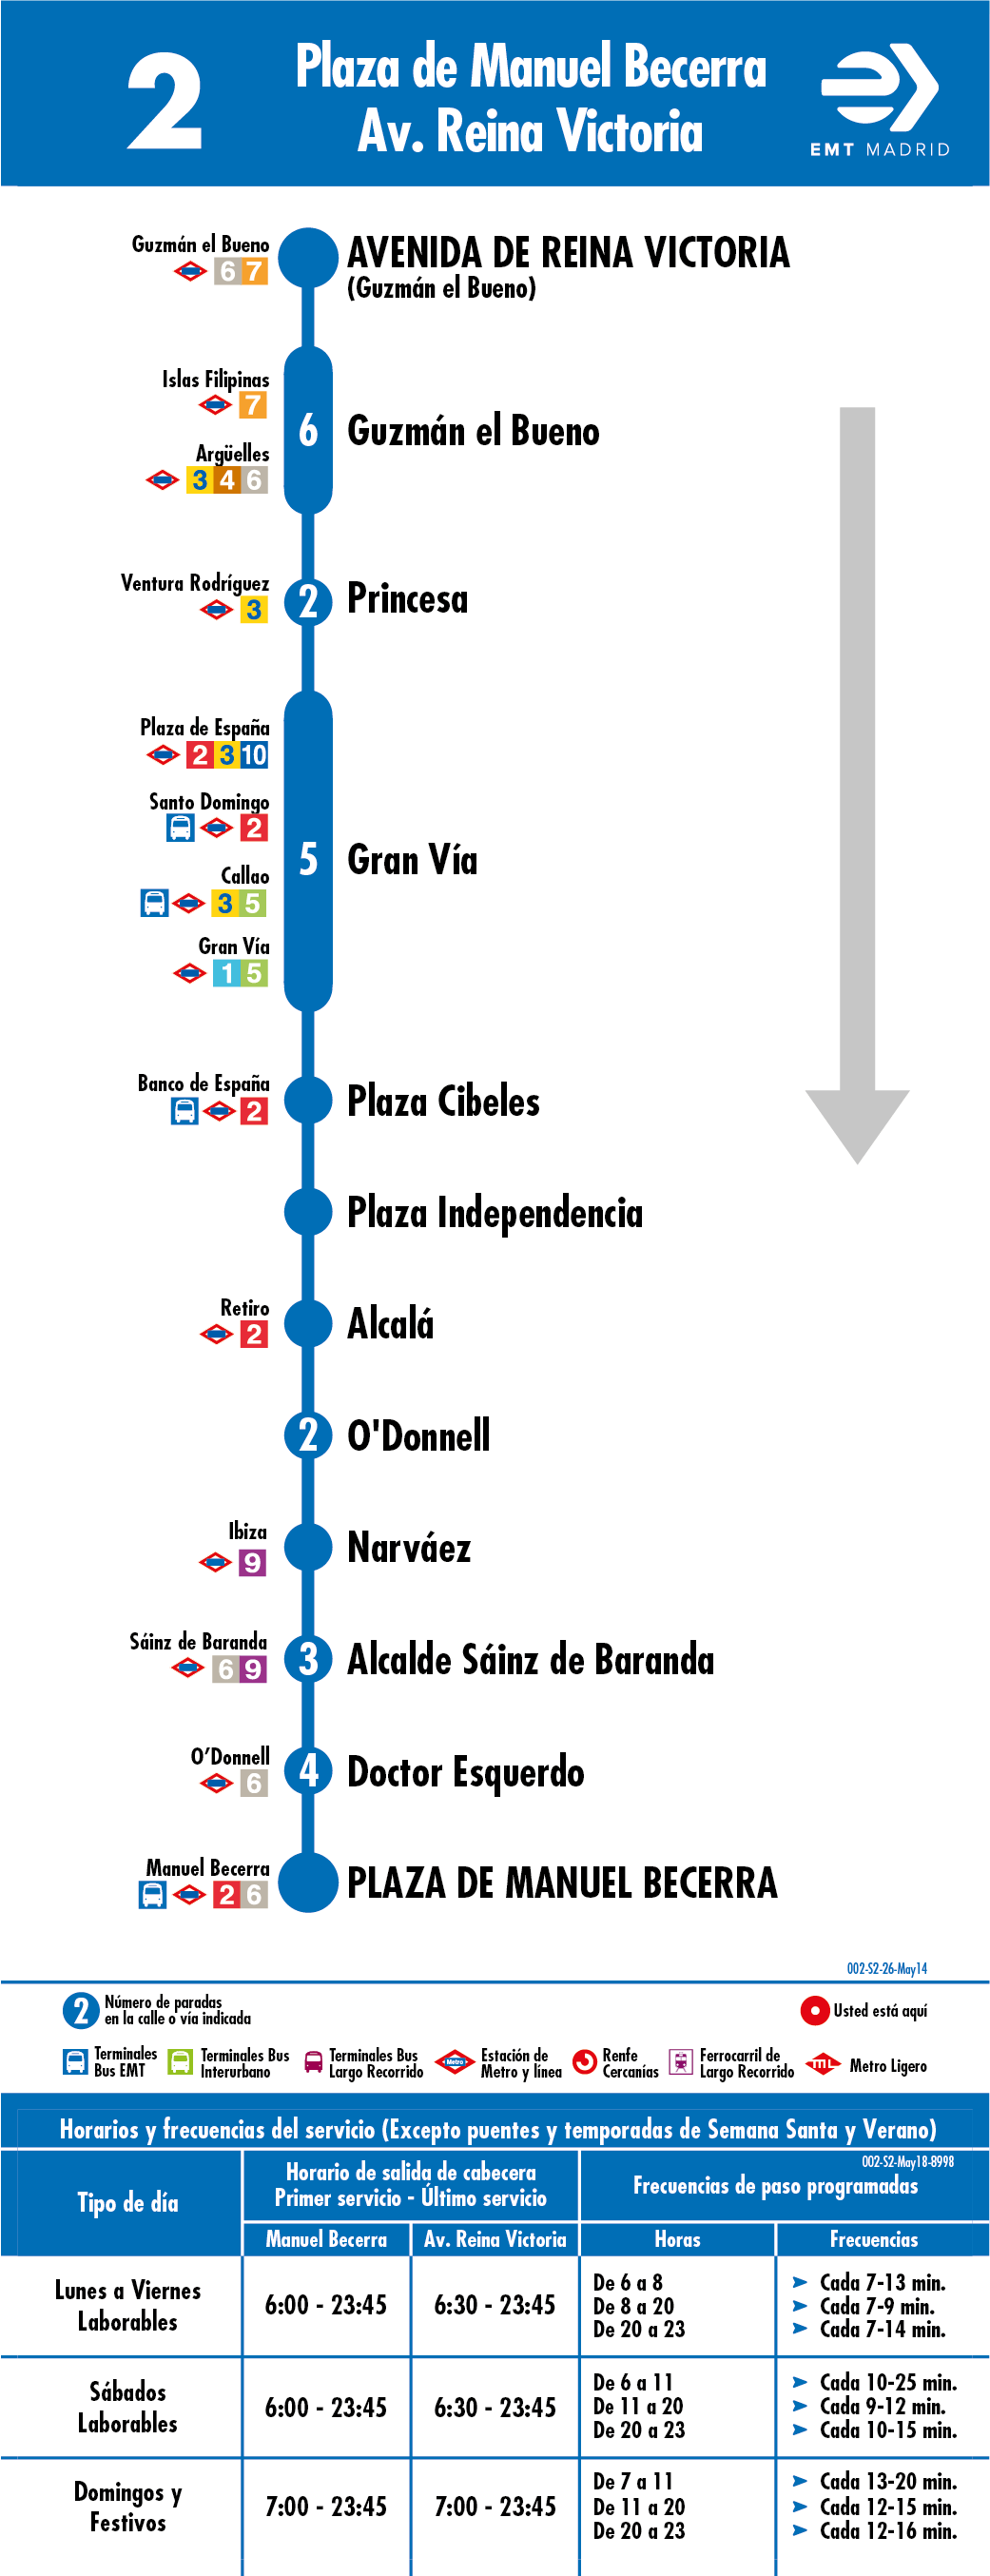 2
Plaza de Manuel Becerra
Av. Reina Victoria
EMT MADRID
Guzmán el Bueno
6 7
AVENIDA DE REINA VICTORIA
(Guzmán el Bueno)
Islas Filipinas
7
Argüelles
3 4 6
6
Guzmán el Bueno
Ventura Rodríguez
3
2
Princesa
Plaza de España
2 3 10
Santo Domingo
2
Callao
3 5
Gran Vía
1 5
5
Gran Vía
Banco de España
2
Plaza Cibeles
Plaza Independencia
Retiro
2
Alcalá
2
O'Donnell
Ibiza
9
Narváez
Sáinz de Baranda
6 9
3
Alcalde Sáinz de Baranda
O’Donnell
6
4
Doctor Esquerdo
Manuel Becerra
2 6
PLAZA DE MANUEL BECERRA
002-S2-26-May14
2
Número de paradas
en la calle o vía indicada
Usted está aquí
Terminales
Bus EMT
Terminales Bus
Interurbano
Terminales Bus
Largo Recorrido
Metro
Estación de
Metro y línea
Renfe
Cercanías
Ferrocarril de
Largo Recorrido
ML
Metro Ligero
Horarios y frecuencias del servicio (Excepto puentes y temporadas de Semana Santa y Verano)
002-S2-May18-8998
Tipo de día
Horario de salida de cabecera
Primer servicio - Último servicio
Frecuencias de paso programadas
Manuel Becerra
Av. Reina Victoria
Horas
Frecuencias
Lunes a Viernes
Laborables
6:00 - 23:45
6:30 - 23:45
De 6 a 8 ➤ Cada 7-13 min.
De 8 a 20 ➤ Cada 7-9 min.
De 20 a 23 ➤ Cada 7-14 min.
Sábados
Laborables
6:00 - 23:45
6:30 - 23:45
De 6 a 11 ➤ Cada 10-25 min.
De 11 a 20 ➤ Cada 9-12 min.
De 20 a 23 ➤ Cada 10-15 min.
Domingos y
Festivos
7:00 - 23:45
7:00 - 23:45
De 7 a 11 ➤ Cada 13-20 min.
De 11 a 20 ➤ Cada 12-15 min.
De 20 a 23 ➤ Cada 12-16 min.